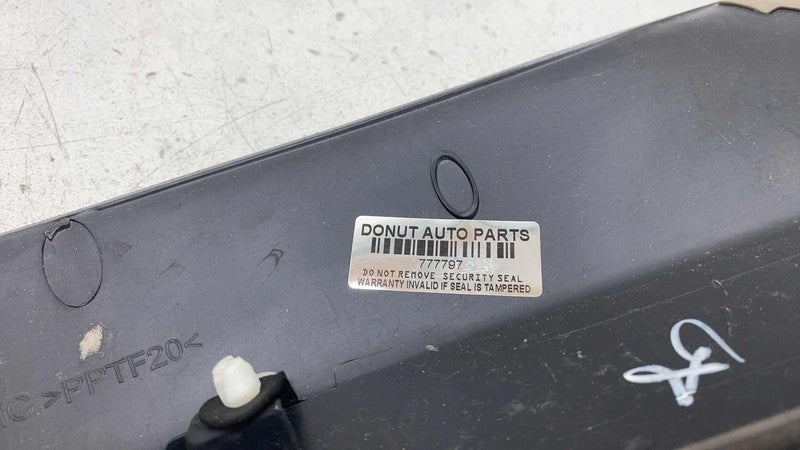 DONUT AUTO PARTS
777797
DO NOT REMOVE SECURITY SEAL
WARRANTY INVALID IF SEAL IS TAMPERED
>PPTF20<